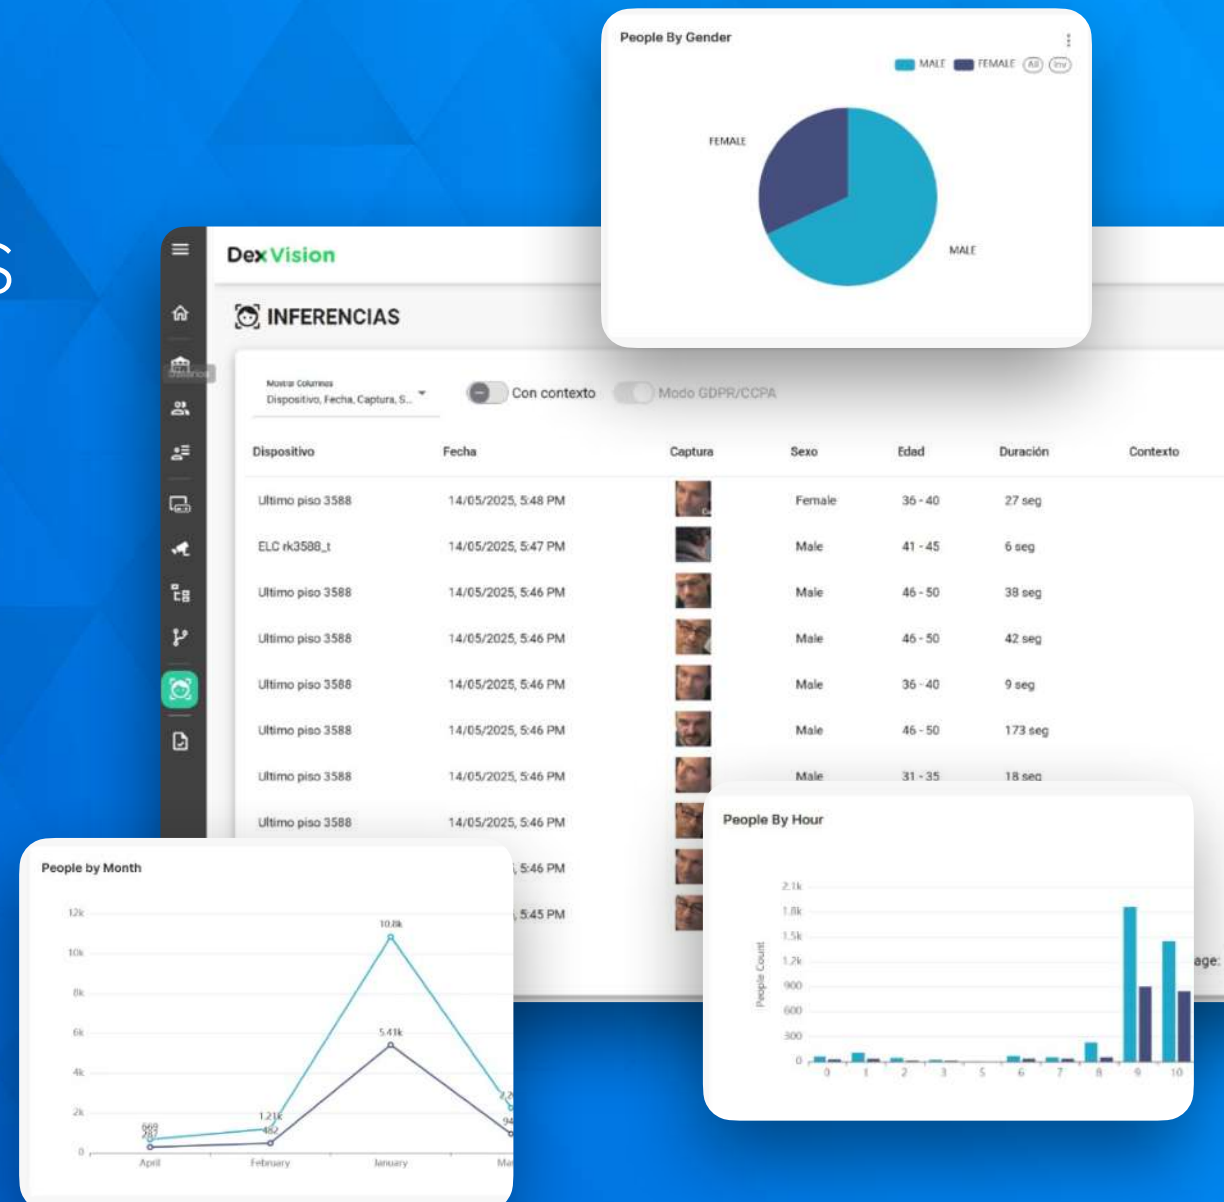 S
People By Gender
MALE FEMALE All Inv
FEMALE
MALE
DexVision
INFERENCIAS
Mostrar Columnas
Dispositivo, Fecha, Captura, S...
Con contexto
Modo GDPR/CCPA
Dispositivo Fecha Captura Sexo Edad Duración Contexto
Ultimo piso 3588 14/05/2025, 5:48 PM Female 36 - 40 27 seg
ELC rk3588_t 14/05/2025, 5:47 PM Male 41 - 45 6 seg
Ultimo piso 3588 14/05/2025, 5:46 PM Male 46 - 50 38 seg
Ultimo piso 3588 14/05/2025, 5:46 PM Male 46 - 50 42 seg
Ultimo piso 3588 14/05/2025, 5:46 PM Male 36 - 40 9 seg
Ultimo piso 3588 14/05/2025, 5:46 PM Male 46 - 50 173 seg
Ultimo piso 3588 14/05/2025, 5:46 PM Male 31 - 35 18 seg
Ultimo piso 3588 14/05/2025, 5:46 PM
, 5:46 PM
, 5:45 PM
age:
People by Month
12k
10k
8k
6k
4k
2k
0
10.8k
5.41k
1.21k
482
669
287
94
April February January Mar
People By Hour
People Count
2.1k
1.8k
1.5k
1.2k
900
600
300
0
0 1 2 3 5 6 7 8 9 10